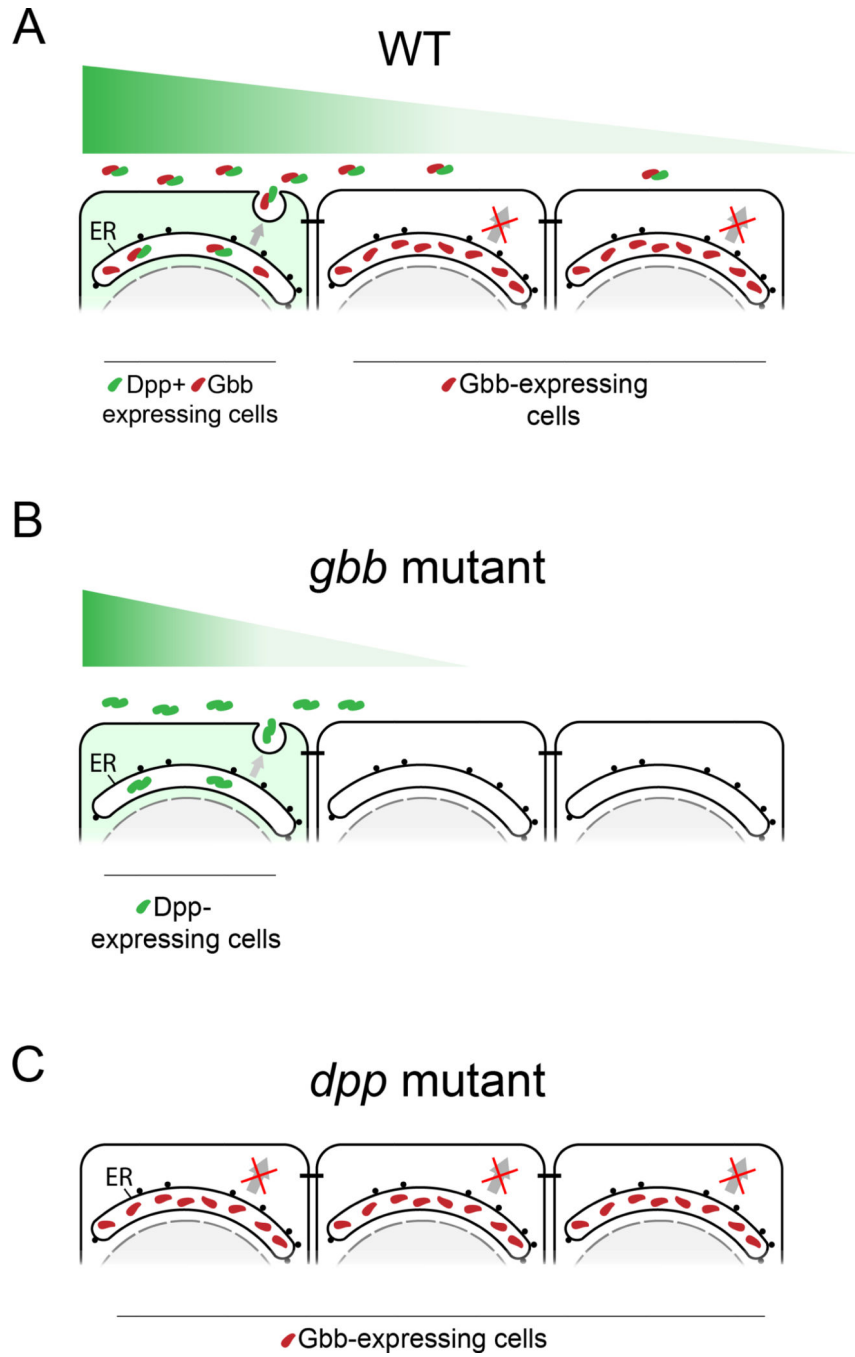 A
WT
ER
Dpp+ Gbb
expressing cells
Gbb-expressing
cells
B
gbb mutant
ER
Dpp-
expressing cells
C
dpp mutant
ER
Gbb-expressing cells